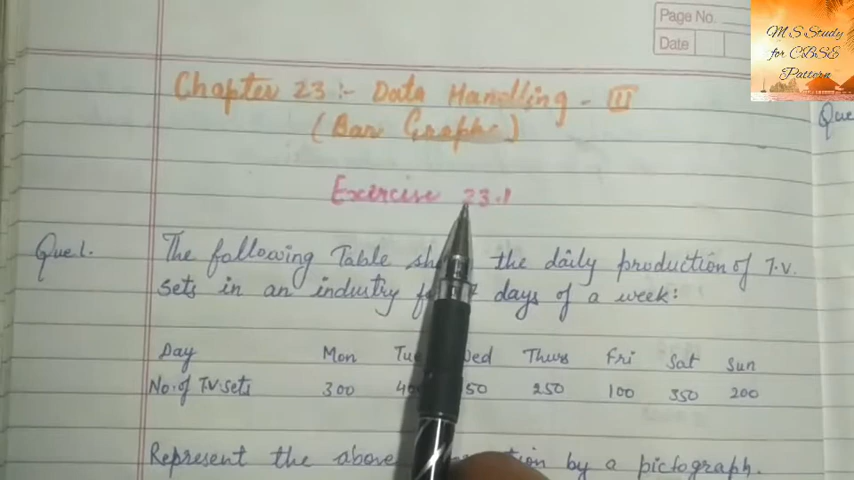 Page No.
Date
M S Study
for CBSE
Pattern
Chapter 23:- Data Handling - III
(Bar Graphs)
Exercise 23.1
Que
Que1. The following Table the daily production of T.V.
sets in an industry days of a week:
Day Mon Tue Wed Thurs Fri Sat Sun
No. of T.V. sets 300 50 250 100 350 200
Represent the above by a pictograph.